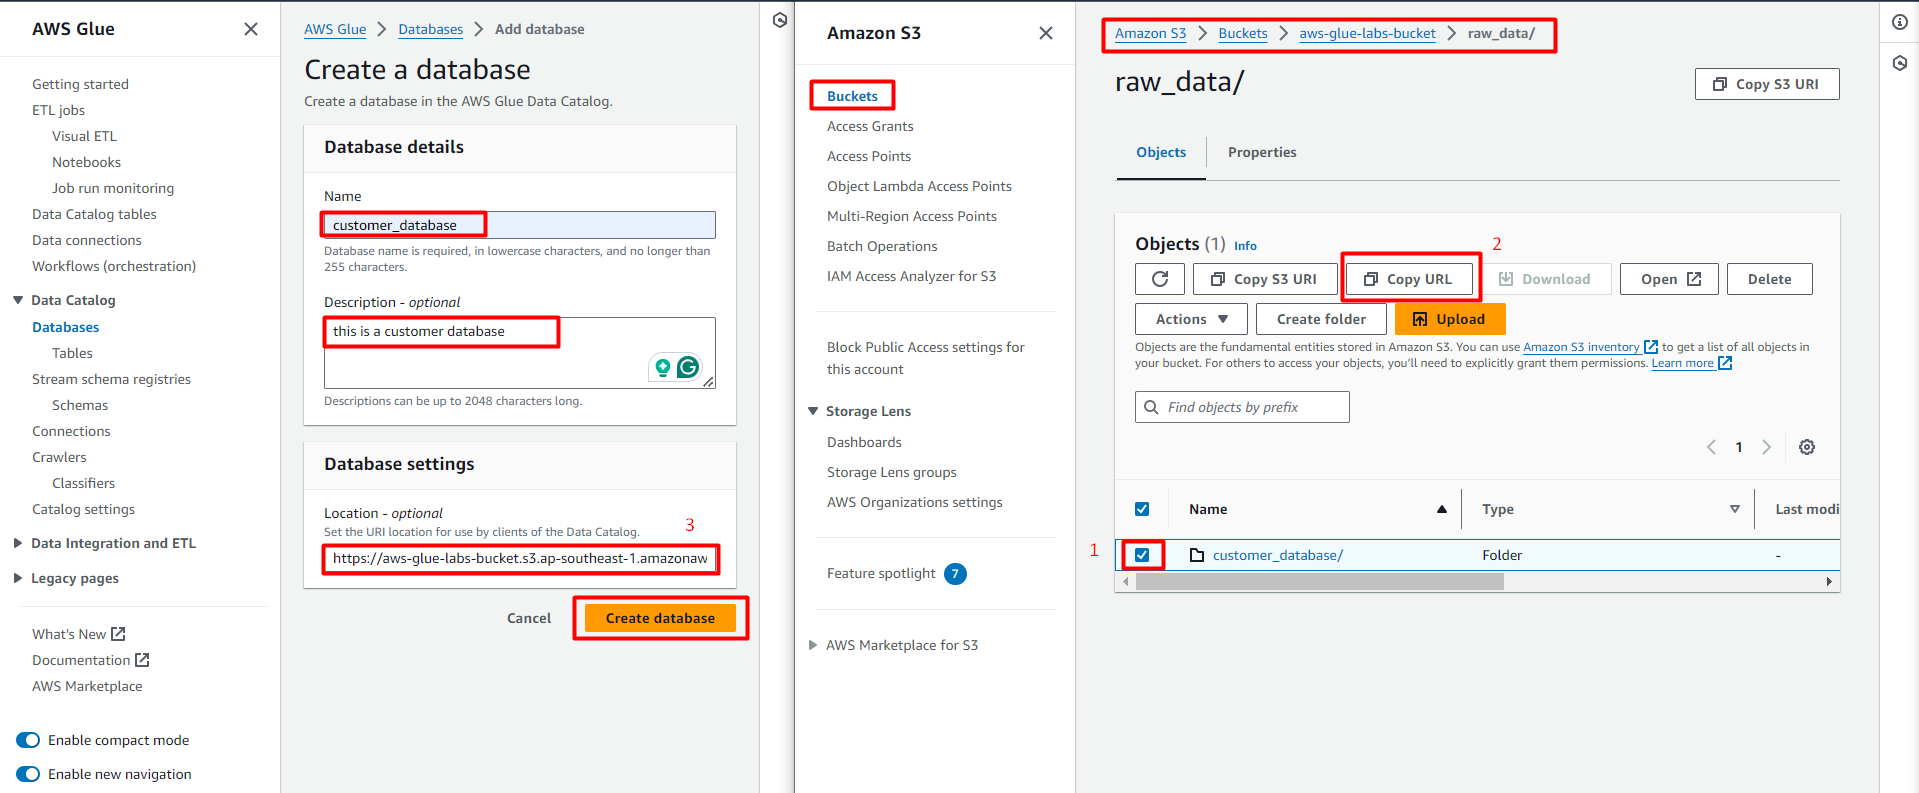 AWS Glue
Getting started
ETL jobs
Visual ETL
Notebooks
Job run monitoring
Data Catalog tables
Data connections
Workflows (orchestration)
Data Catalog
Databases
Tables
Stream schema registries
Schemas
Connections
Crawlers
Classifiers
Catalog settings
Data Integration and ETL
Legacy pages
What's New
Documentation
AWS Marketplace
Enable compact mode
Enable new navigation
AWS Glue Databases Add database
Create a database
Create a database in the AWS Glue Data Catalog.
Database details
Name
customer_database
Database name is required, in lowercase characters, and no longer than
255 characters.
Description - optional
this is a customer database
Descriptions can be up to 2048 characters long.
Database settings
Location - optional
Set the URI location for use by clients of the Data Catalog.
3
https://aws-glue-labs-bucket.s3.ap-southeast-1.amazonaw
Cancel
Create database
Amazon S3
Buckets
Access Grants
Access Points
Object Lambda Access Points
Multi-Region Access Points
Batch Operations
IAM Access Analyzer for S3
Block Public Access settings for
this account
Storage Lens
Dashboards
Storage Lens groups
AWS Organizations settings
Feature spotlight 7
AWS Marketplace for S3
Amazon S3 Buckets aws-glue-labs-bucket raw_data/
raw_data/
Copy S3 URI
Objects Properties
Objects (1) Info
2
Copy S3 URI Copy URL Download Open Delete
Actions Create folder Upload
Objects are the fundamental entities stored in Amazon S3. You can use Amazon S3 inventory to get a list of all objects in
your bucket. For others to access your objects, you'll need to explicitly grant them permissions. Learn more
Find objects by prefix
1
Name Type Last modi
1
customer_database/ Folder -